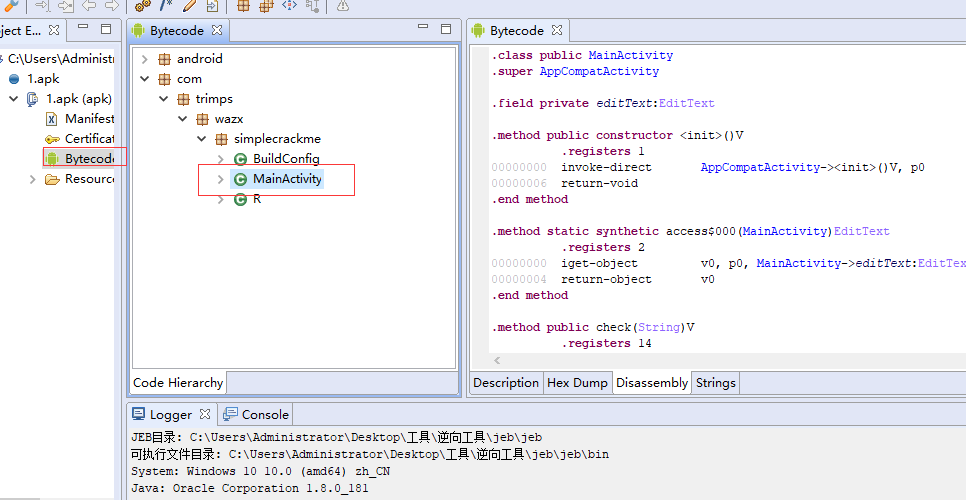 ject E...
Bytecode
Bytecode
C:\Users\Administr
1.apk
1.apk (apk)
Manifest
Certificat
Bytecode
Resource
android
com
trimps
wazx
simplecrackme
BuildConfig
MainActivity
R
Code Hierarchy
.class public MainActivity
.super AppCompatActivity
.field private editText:EditText
.method public constructor <init>()V
.registers 1
00000000 invoke-direct AppCompatActivity-><init>()V, p0
00000006 return-void
.end method
.method static synthetic access$000(MainActivity)EditText
.registers 2
00000000 iget-object v0, p0, MainActivity->editText:EditTex
00000004 return-object v0
.end method
.method public check(String)V
.registers 14
Description Hex Dump Disassembly Strings
Logger Console
JEB目录: C:\Users\Administrator\Desktop\工具\逆向工具\jeb\jeb
可执行文件目录: C:\Users\Administrator\Desktop\工具\逆向工具\jeb\jeb\bin
System: Windows 10 10.0 (amd64) zh_CN
Java: Oracle Corporation 1.8.0_181